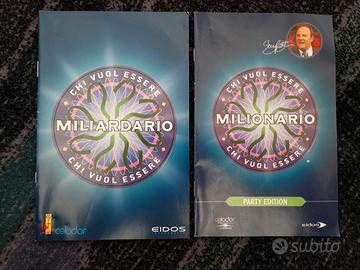 CHI VUOL ESSERE
MILIARDARIO
CHI VUOL ESSERE
celador
EIDOS
CHI VUOL ESSERE
MILIONARIO
CHI VUOL ESSERE
PARTY EDITION
celador
eidos
subito